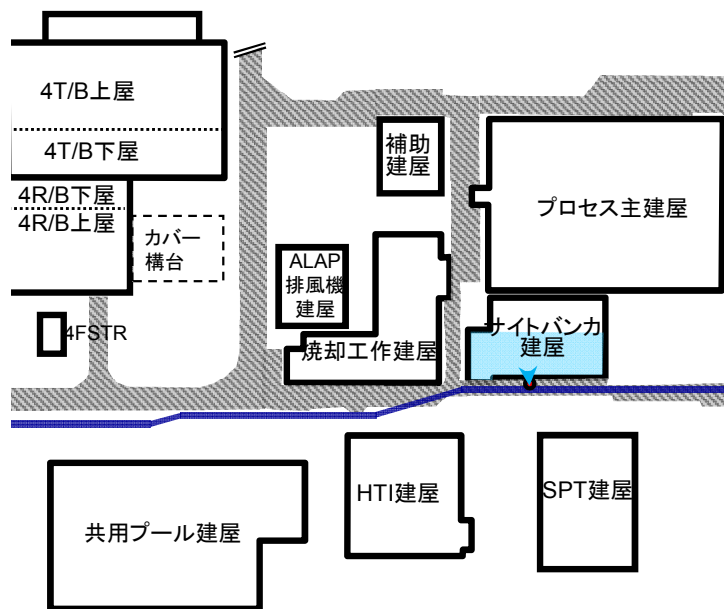 4T/B上屋
4T/B下屋
4R/B下屋
4R/B上屋
カバー
構台
4FSTR
補助
建屋
ALAP
排風機
建屋
焼却工作建屋
プロセス主建屋
サイトバンカ
建屋
共用プール建屋
HTI建屋
SPT建屋